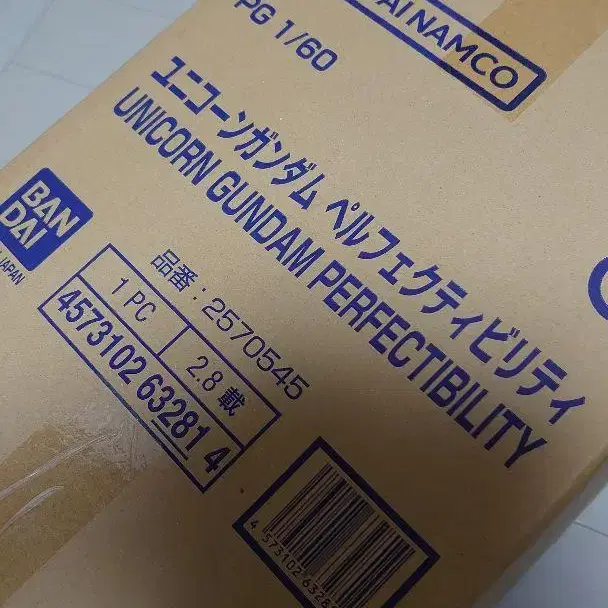 PG 1/60
AI NAMCO
ユニコーンガンダム ペルフェクティビリティ
UNICORN GUNDAM PERFECTIBILITY
BAN
DAI
JAPAN
品番:2570545
1 PC
2.8 載
4573102 63281 4
4 573102 6328